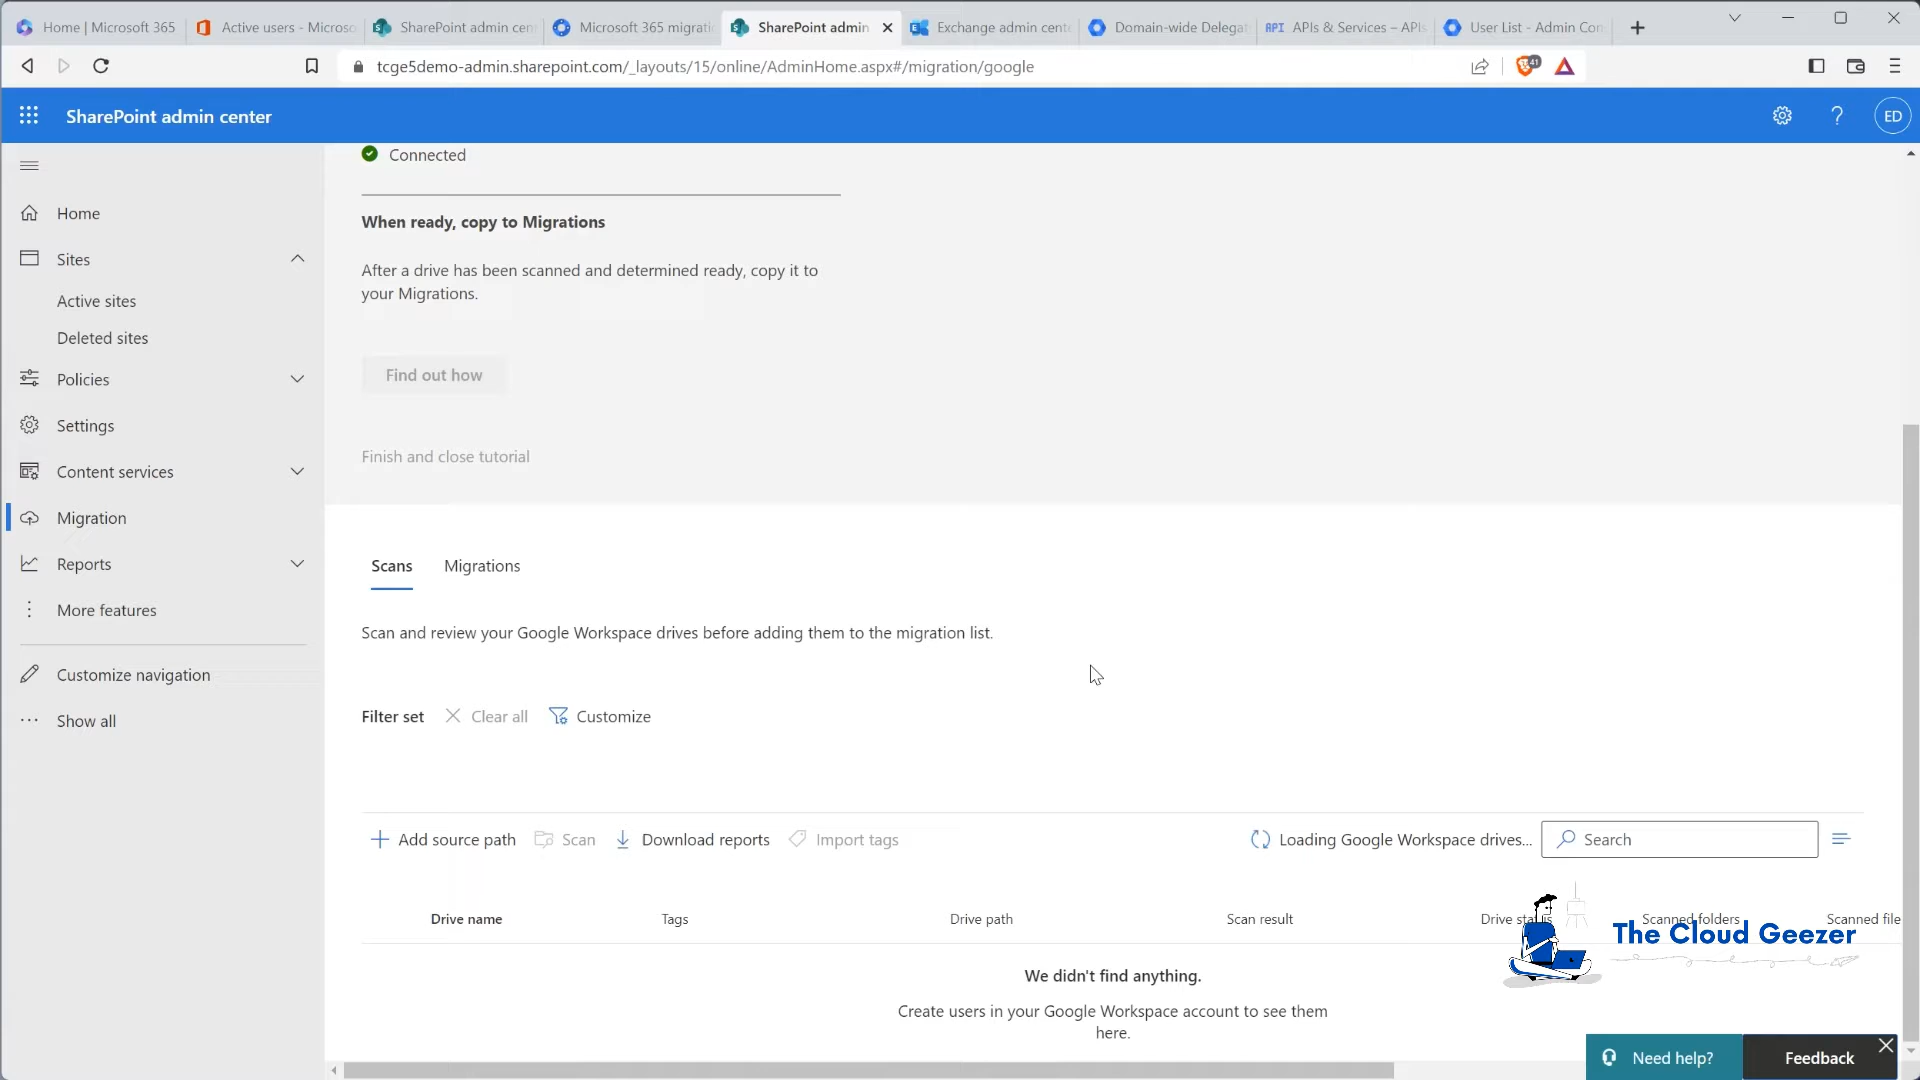 Home | Microsoft 365
Active users - Microso
SharePoint admin cen
Microsoft 365 migrati
SharePoint admin
Exchange admin cente
Domain-wide Delegat
API APIs & Services – APIs
User List - Admin Con
tcge5demo-admin.sharepoint.com/_layouts/15/online/AdminHome.aspx#/migration/google
41
SharePoint admin center
?
ED
Home
Sites
Active sites
Deleted sites
Policies
Settings
Content services
Migration
Reports
More features
Customize navigation
Show all
Connected
When ready, copy to Migrations
After a drive has been scanned and determined ready, copy it to
your Migrations.
Find out how
Finish and close tutorial
Scans Migrations
Scan and review your Google Workspace drives before adding them to the migration list.
Filter set Clear all Customize
Add source path Scan Download reports Import tags Loading Google Workspace drives... Search
Drive name Tags Drive path Scan result Drive status Scanned folders Scanned file
The Cloud Geezer
We didn't find anything.
Create users in your Google Workspace account to see them
here.
Need help?
Feedback